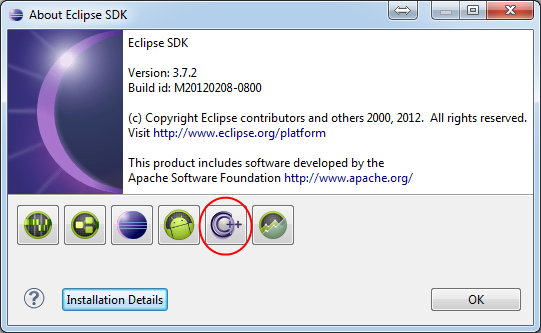 About Eclipse SDK
Eclipse SDK
Version: 3.7.2
Build id: M20120208-0800
(c) Copyright Eclipse contributors and others 2000, 2012.  All rights reserved.
Visit http://www.eclipse.org/platform
This product includes software developed by the
Apache Software Foundation http://www.apache.org/
C++
?
Installation Details
OK